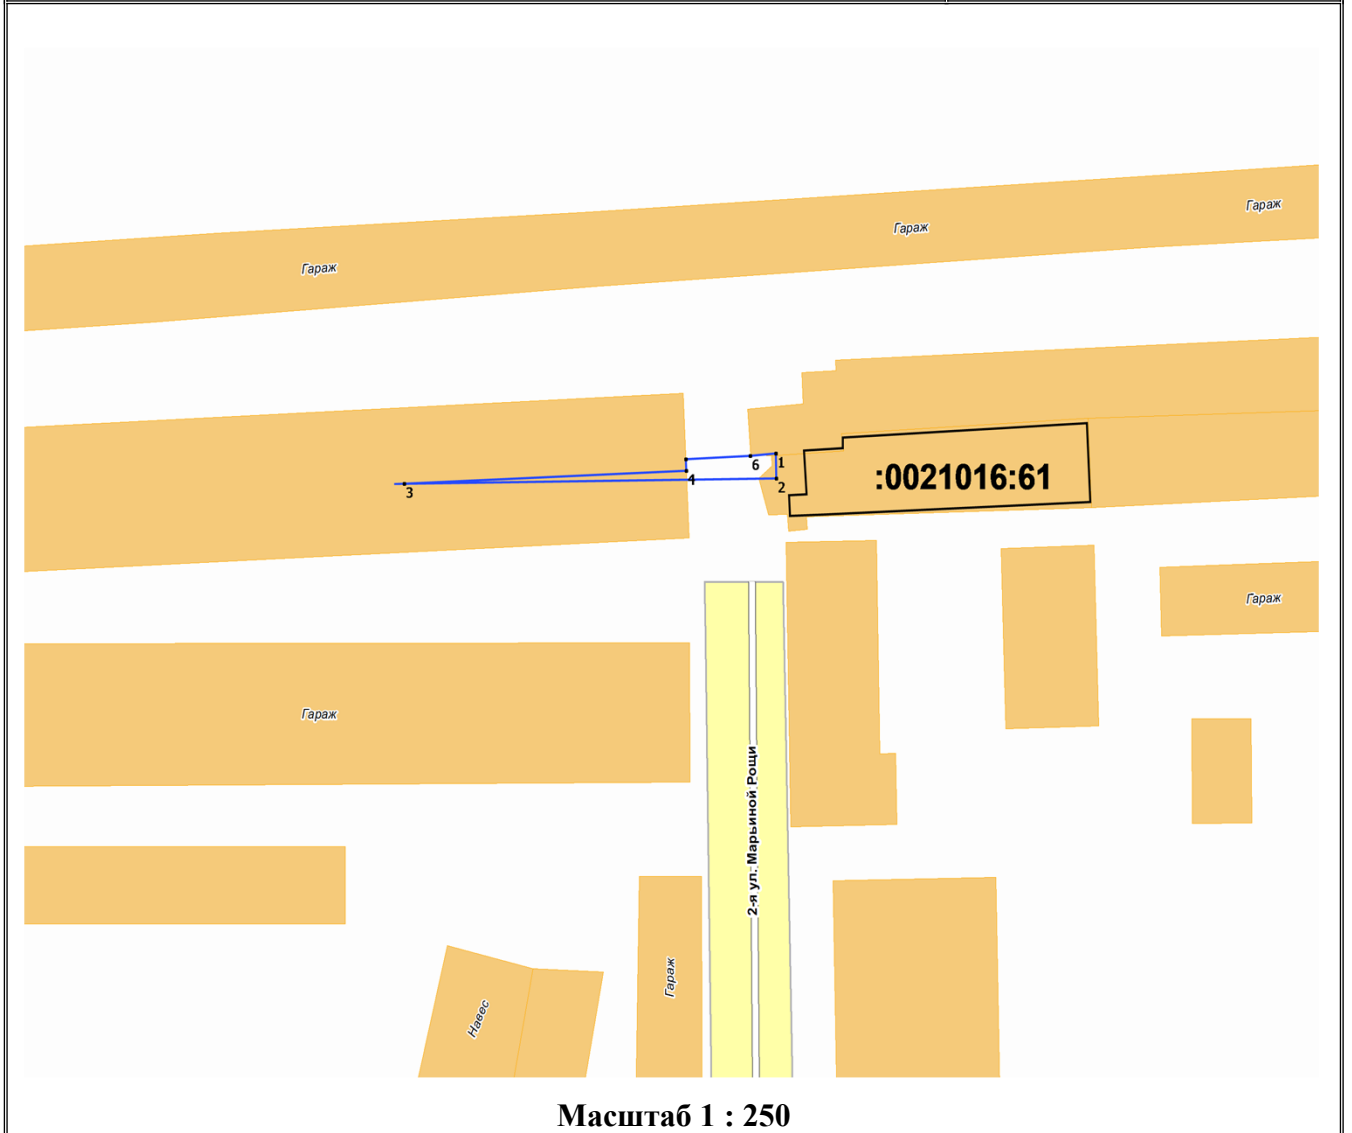 Гараж
Гараж
Гараж
6
1
4
2
3
:0021016:61
Гараж
Гараж
2-я ул. Марьиной Рощи
Гараж
Навес
Масштаб 1 : 250